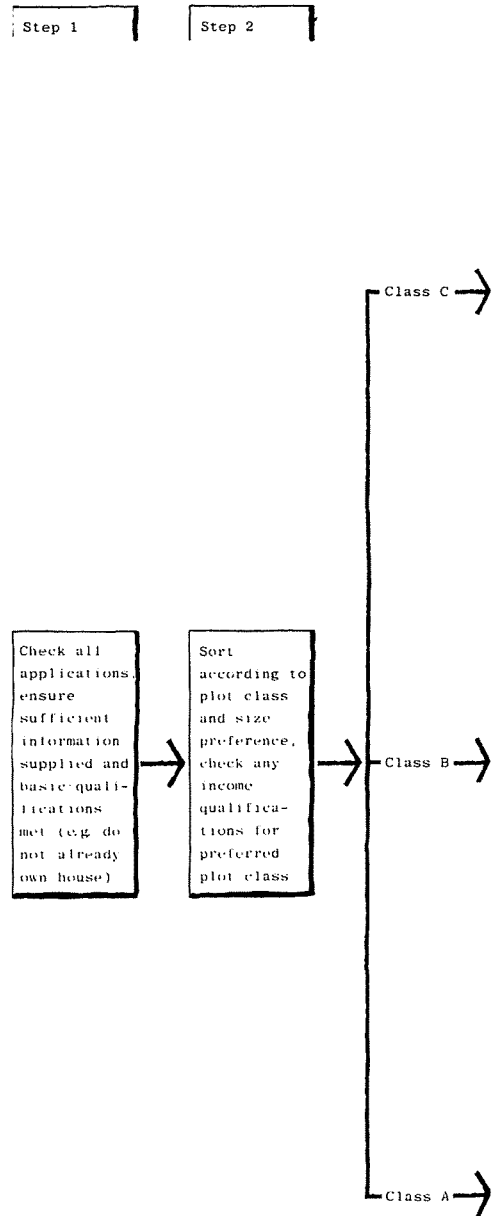 Step 1
Step 2
Class C
Check all
applications,
ensure
sufficient
information
supplied and
basic quali-
fications
met (e.g. do
not already
own house)
Sort
according to
plot class
and size
preference,
check any
income
qualifica-
tions for
preferred
plot class
Class B
Class A